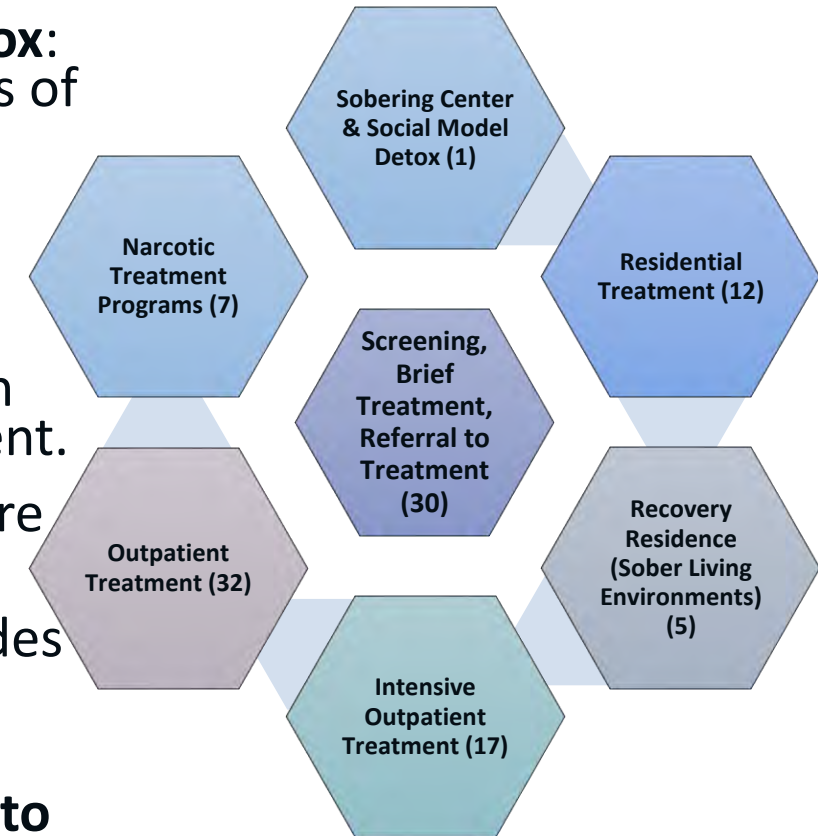 ox:
s of
n
ent.
re
des
to
Sobering Center
& Social Model
Detox (1)
Residential
Treatment (12)
Recovery
Residence
(Sober Living
Environments)
(5)
Intensive
Outpatient
Treatment (17)
Outpatient
Treatment (32)
Narcotic
Treatment
Programs (7)
Screening,
Brief
Treatment,
Referral to
Treatment
(30)